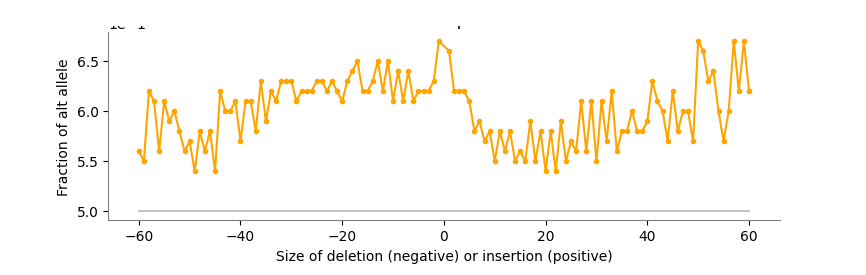 6.5
6.0
5.5
5.0
Fraction of alt allele
−60 −40 −20 0 20 40 60
Size of deletion (negative) or insertion (positive)